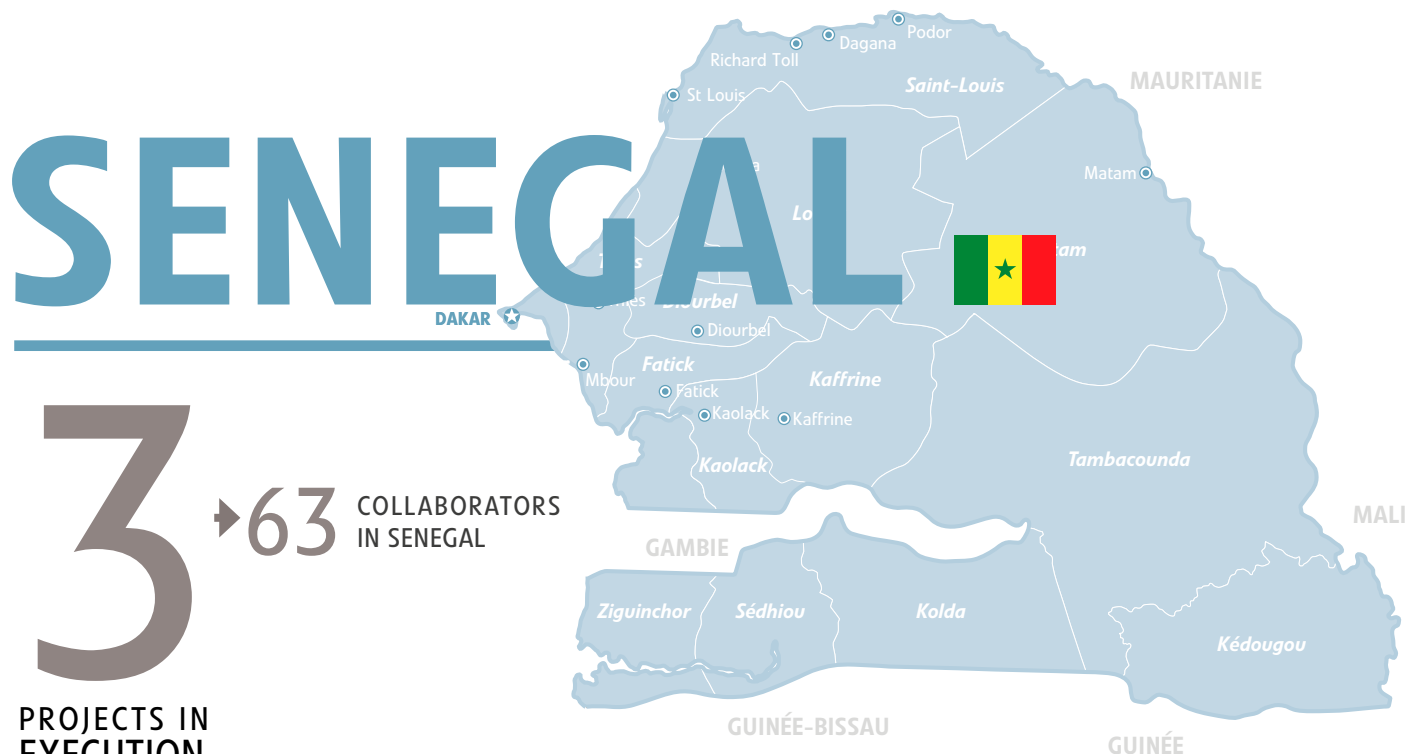 Podor
Dagana
Richard Toll
Saint-Louis
MAURITANIE
St Louis
SENEGAL
Matam
Diourbel
DAKAR
Diourbel
Fatick
Mbour
Kaffrine
Fatick
Kaolack
Kaffrine
Kaolack
Tambacounda
3
63
COLLABORATORS
IN SENEGAL
MALI
GAMBIE
Ziguinchor
Sédhiou
Kolda
Kédougou
PROJECTS IN
EXECUTION
GUINÉE-BISSAU
GUINÉE